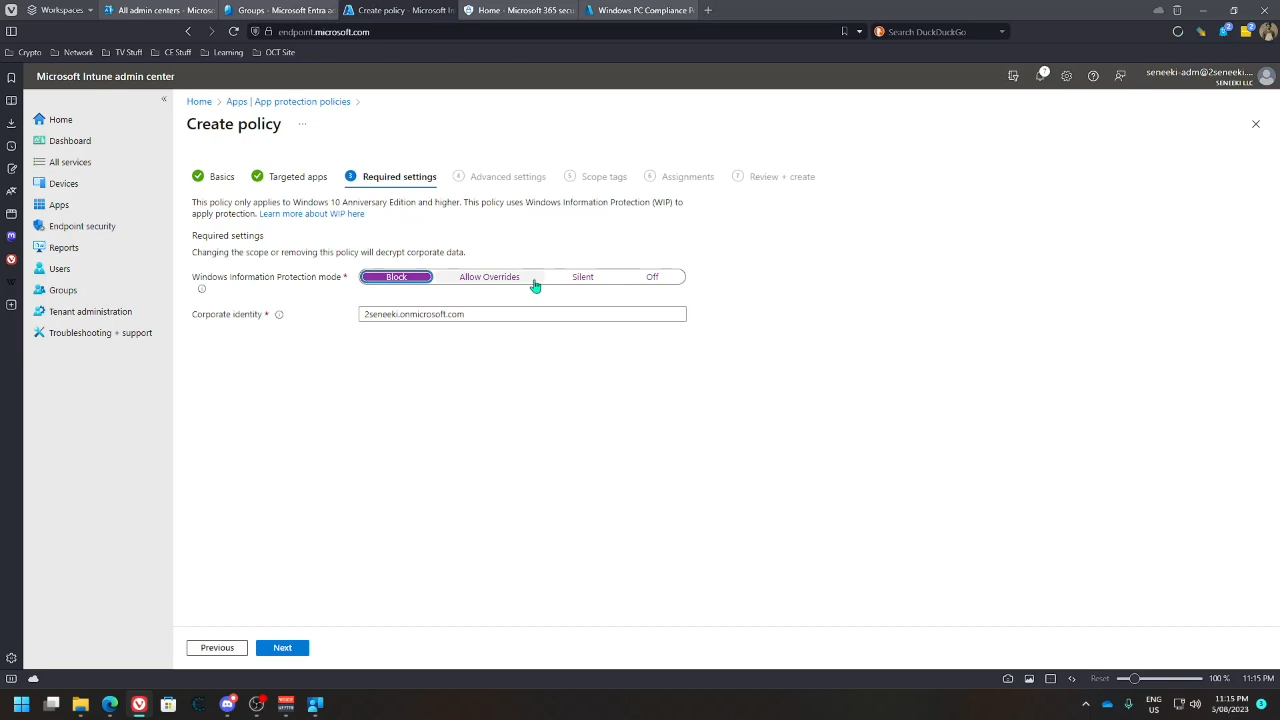 Workspaces
All admin centers - Micros
Groups - Microsoft Entra a
Create policy - Microsoft In
Home - Microsoft 365 secu
Windows PC Compliance P
endpoint.microsoft.com
Search DuckDuckGo
Crypto
Network
TV Stuff
CE Stuff
Learning
OCT Site
Microsoft Intune admin center
seneeki-adm@2seneeki....
SENEEKI LLC
Home
Dashboard
All services
Devices
Apps
Endpoint security
Reports
Users
Groups
Tenant administration
Troubleshooting + support
Home > Apps | App protection policies >
Create policy ...
Basics
Targeted apps
3 Required settings
4 Advanced settings
5 Scope tags
6 Assignments
7 Review + create
This policy only applies to Windows 10 Anniversary Edition and higher. This policy uses Windows Information Protection (WIP) to
apply protection. Learn more about WIP here
Required settings
Changing the scope or removing this policy will decrypt corporate data.
Windows Information Protection mode * Block Allow Overrides Silent Off
Corporate identity * 2seneeki.onmicrosoft.com
Previous
Next
Reset
100 %
11:15 PM
ENG
US
11:15 PM
5/08/2023